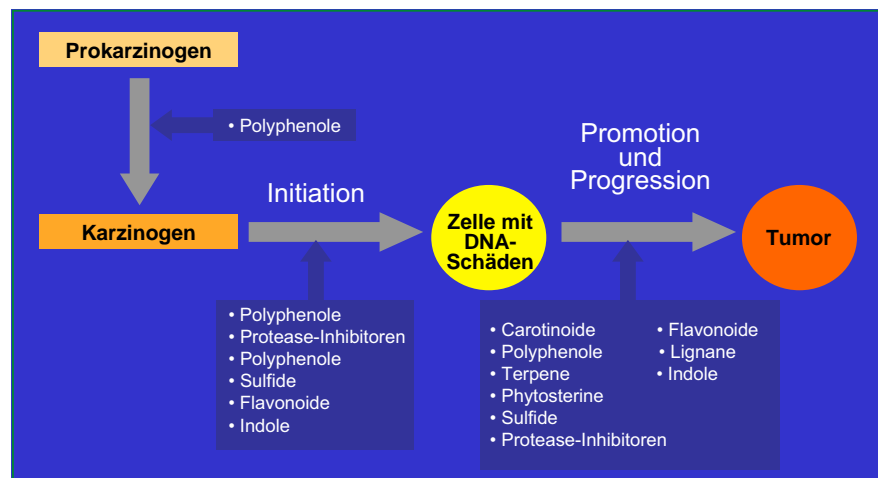 Prokarzinogen
• Polyphenole
Karzinogen
Initiation
Zelle mit
DNA-
Schäden
Promotion
und
Progression
Tumor
• Polyphenole
• Protease-Inhibitoren
• Polyphenole
• Sulfide
• Flavonoide
• Indole
• Carotinoide
• Polyphenole
• Terpene
• Phytosterine
• Sulfide
• Protease-Inhibitoren
• Flavonoide
• Lignane
• Indole